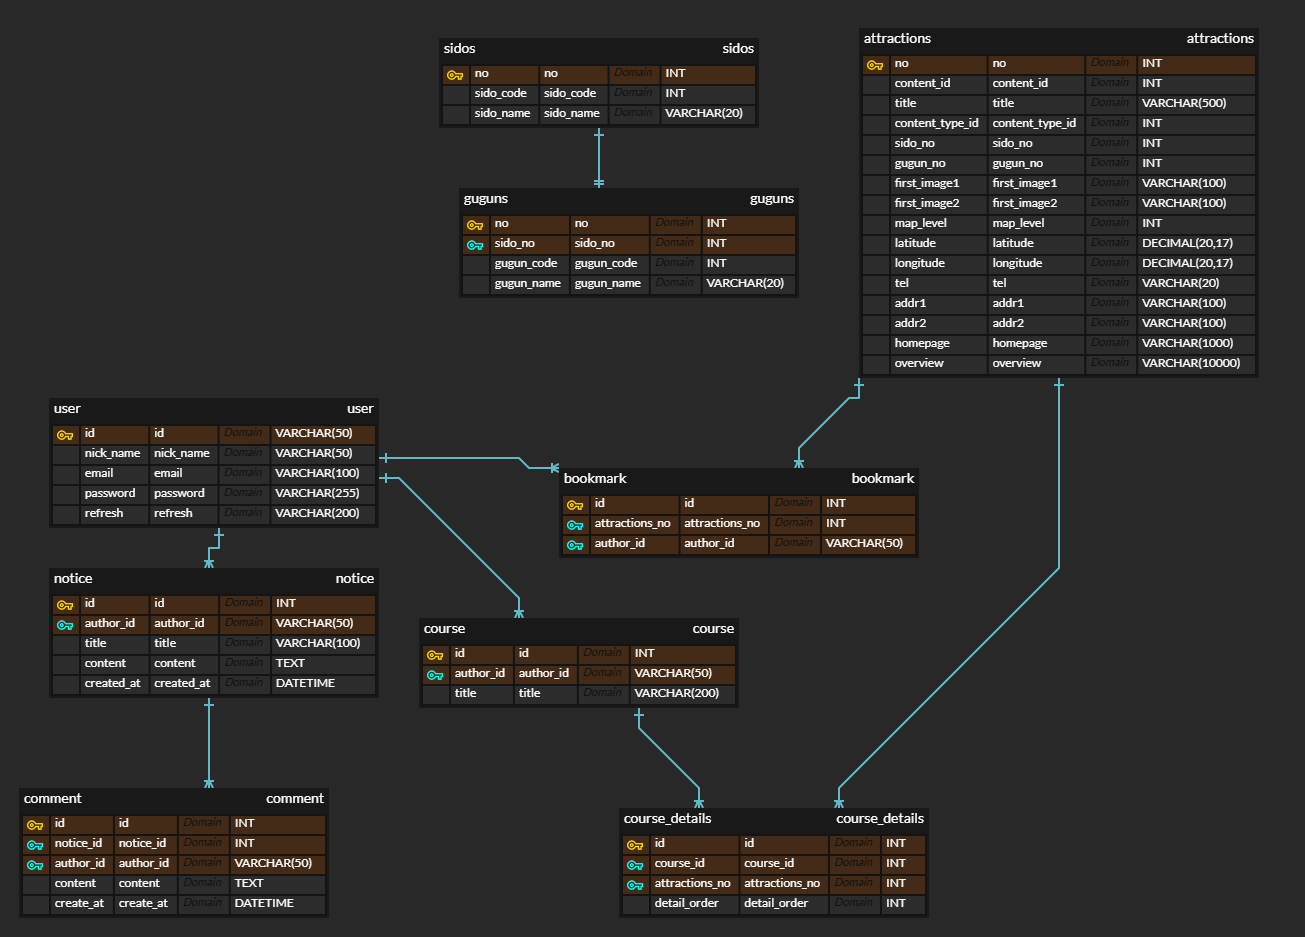 sidos sidos
no no Domain INT
sido_code sido_code Domain INT
sido_name sido_name Domain VARCHAR(20)
attractions attractions
no no Domain INT
content_id content_id Domain INT
title title Domain VARCHAR(500)
content_type_id content_type_id Domain INT
sido_no sido_no Domain INT
gugun_no gugun_no Domain INT
first_image1 first_image1 Domain VARCHAR(100)
first_image2 first_image2 Domain VARCHAR(100)
map_level map_level Domain INT
latitude latitude Domain DECIMAL(20,17)
longitude longitude Domain DECIMAL(20,17)
tel tel Domain VARCHAR(20)
addr1 addr1 Domain VARCHAR(100)
addr2 addr2 Domain VARCHAR(100)
homepage homepage Domain VARCHAR(1000)
overview overview Domain VARCHAR(10000)
guguns guguns
no no Domain INT
sido_no sido_no Domain INT
gugun_code gugun_code Domain INT
gugun_name gugun_name Domain VARCHAR(20)
user user
id id Domain VARCHAR(50)
nick_name nick_name Domain VARCHAR(50)
email email Domain VARCHAR(100)
password password Domain VARCHAR(255)
refresh refresh Domain VARCHAR(200)
bookmark bookmark
id id Domain INT
attractions_no attractions_no Domain INT
author_id author_id Domain VARCHAR(50)
notice notice
id id Domain INT
author_id author_id Domain VARCHAR(50)
title title Domain VARCHAR(100)
content content Domain TEXT
created_at created_at Domain DATETIME
course course
id id Domain INT
author_id author_id Domain VARCHAR(50)
title title Domain VARCHAR(200)
comment comment
id id Domain INT
notice_id notice_id Domain INT
author_id author_id Domain VARCHAR(50)
content content Domain TEXT
create_at create_at Domain DATETIME
course_details course_details
id id Domain INT
course_id course_id Domain INT
attractions_no attractions_no Domain INT
detail_order detail_order Domain INT